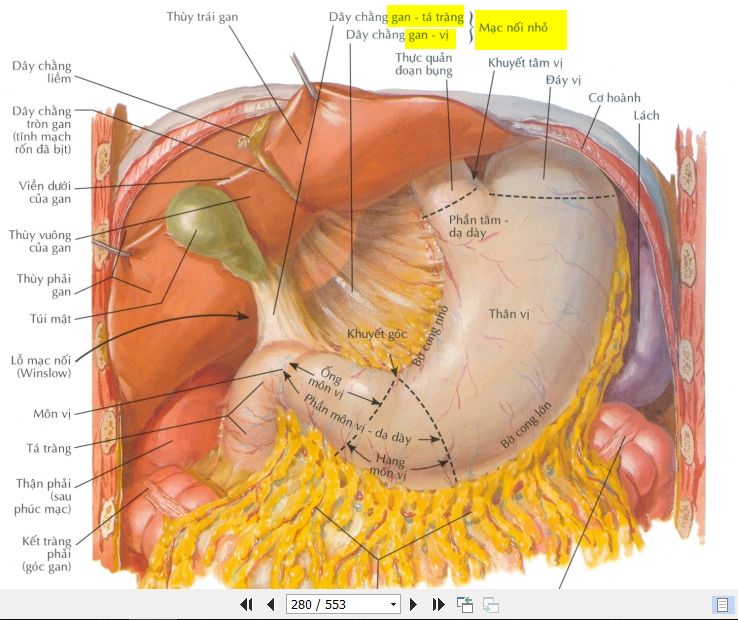 Thùy trái gan
Dây chằng gan - tá tràng
Dây chằng gan - vị
Mạc nối nhỏ
Thực quản
đoạn bụng
Khuyết tâm vị
Đáy vị
Cơ hoành
Lách
Dây chằng
liềm
Dây chằng
tròn gan
(tĩnh mạch
rốn đã bịt)
Viền dưới
của gan
Thùy vuông
của gan
Thùy phải
gan
Túi mật
Lỗ mạc nối
(Winslow)
Môn vị
Tá tràng
Thận phải
(sau
phúc mạc)
Kết tràng
phải
(góc gan)
Phần tâm -
dạ dày
Thân vị
Khuyết góc
Bờ cong nhỏ
Ống
môn vị
Phần môn vị - dạ dày
Hang
môn vị
Bờ cong lớn
280 / 553